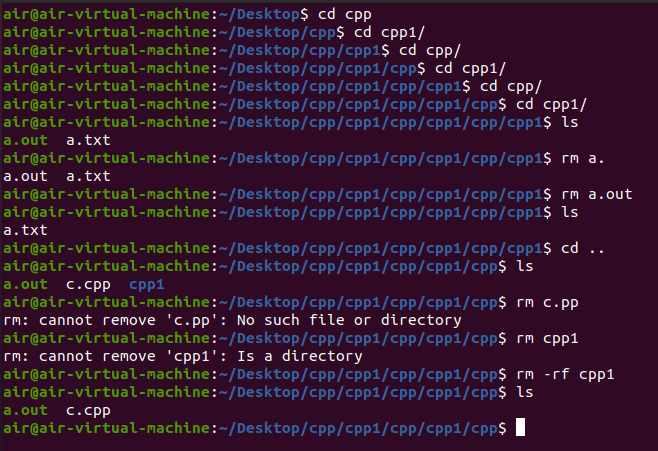 air@air-virtual-machine:~/Desktop$ cd cpp
air@air-virtual-machine:~/Desktop/cpp$ cd cpp1/
air@air-virtual-machine:~/Desktop/cpp/cpp1$ cd cpp/
air@air-virtual-machine:~/Desktop/cpp/cpp1/cpp$ cd cpp1/
air@air-virtual-machine:~/Desktop/cpp/cpp1/cpp/cpp1$ cd cpp/
air@air-virtual-machine:~/Desktop/cpp/cpp1/cpp/cpp1/cpp$ cd cpp1/
air@air-virtual-machine:~/Desktop/cpp/cpp1/cpp/cpp1/cpp/cpp1$ ls
a.out  a.txt
air@air-virtual-machine:~/Desktop/cpp/cpp1/cpp/cpp1/cpp/cpp1$ rm a.
a.out  a.txt
air@air-virtual-machine:~/Desktop/cpp/cpp1/cpp/cpp1/cpp/cpp1$ rm a.out
air@air-virtual-machine:~/Desktop/cpp/cpp1/cpp/cpp1/cpp/cpp1$ ls
a.txt
air@air-virtual-machine:~/Desktop/cpp/cpp1/cpp/cpp1/cpp/cpp1$ cd ..
air@air-virtual-machine:~/Desktop/cpp/cpp1/cpp/cpp1/cpp$ ls
a.out  c.cpp  cpp1
air@air-virtual-machine:~/Desktop/cpp/cpp1/cpp/cpp1/cpp$ rm c.pp
rm: cannot remove 'c.pp': No such file or directory
air@air-virtual-machine:~/Desktop/cpp/cpp1/cpp/cpp1/cpp$ rm cpp1
rm: cannot remove 'cpp1': Is a directory
air@air-virtual-machine:~/Desktop/cpp/cpp1/cpp/cpp1/cpp$ rm -rf cpp1
air@air-virtual-machine:~/Desktop/cpp/cpp1/cpp/cpp1/cpp$ ls
a.out  c.cpp
air@air-virtual-machine:~/Desktop/cpp/cpp1/cpp/cpp1/cpp$